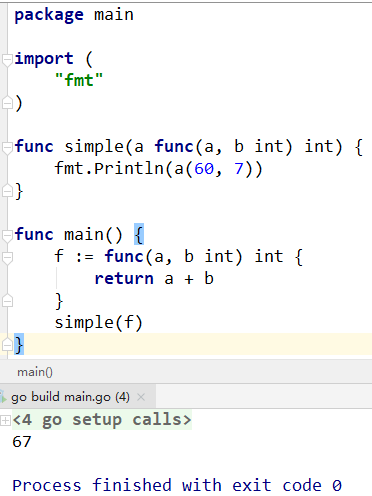 package main
import (
    "fmt"
)
func simple(a func(a, b int) int) {
    fmt.Println(a(60, 7))
}
func main() {
    f := func(a, b int) int {
        return a + b
    }
    simple(f)
}
main()
go build main.go (4)
<4 go setup calls>
67
Process finished with exit code 0